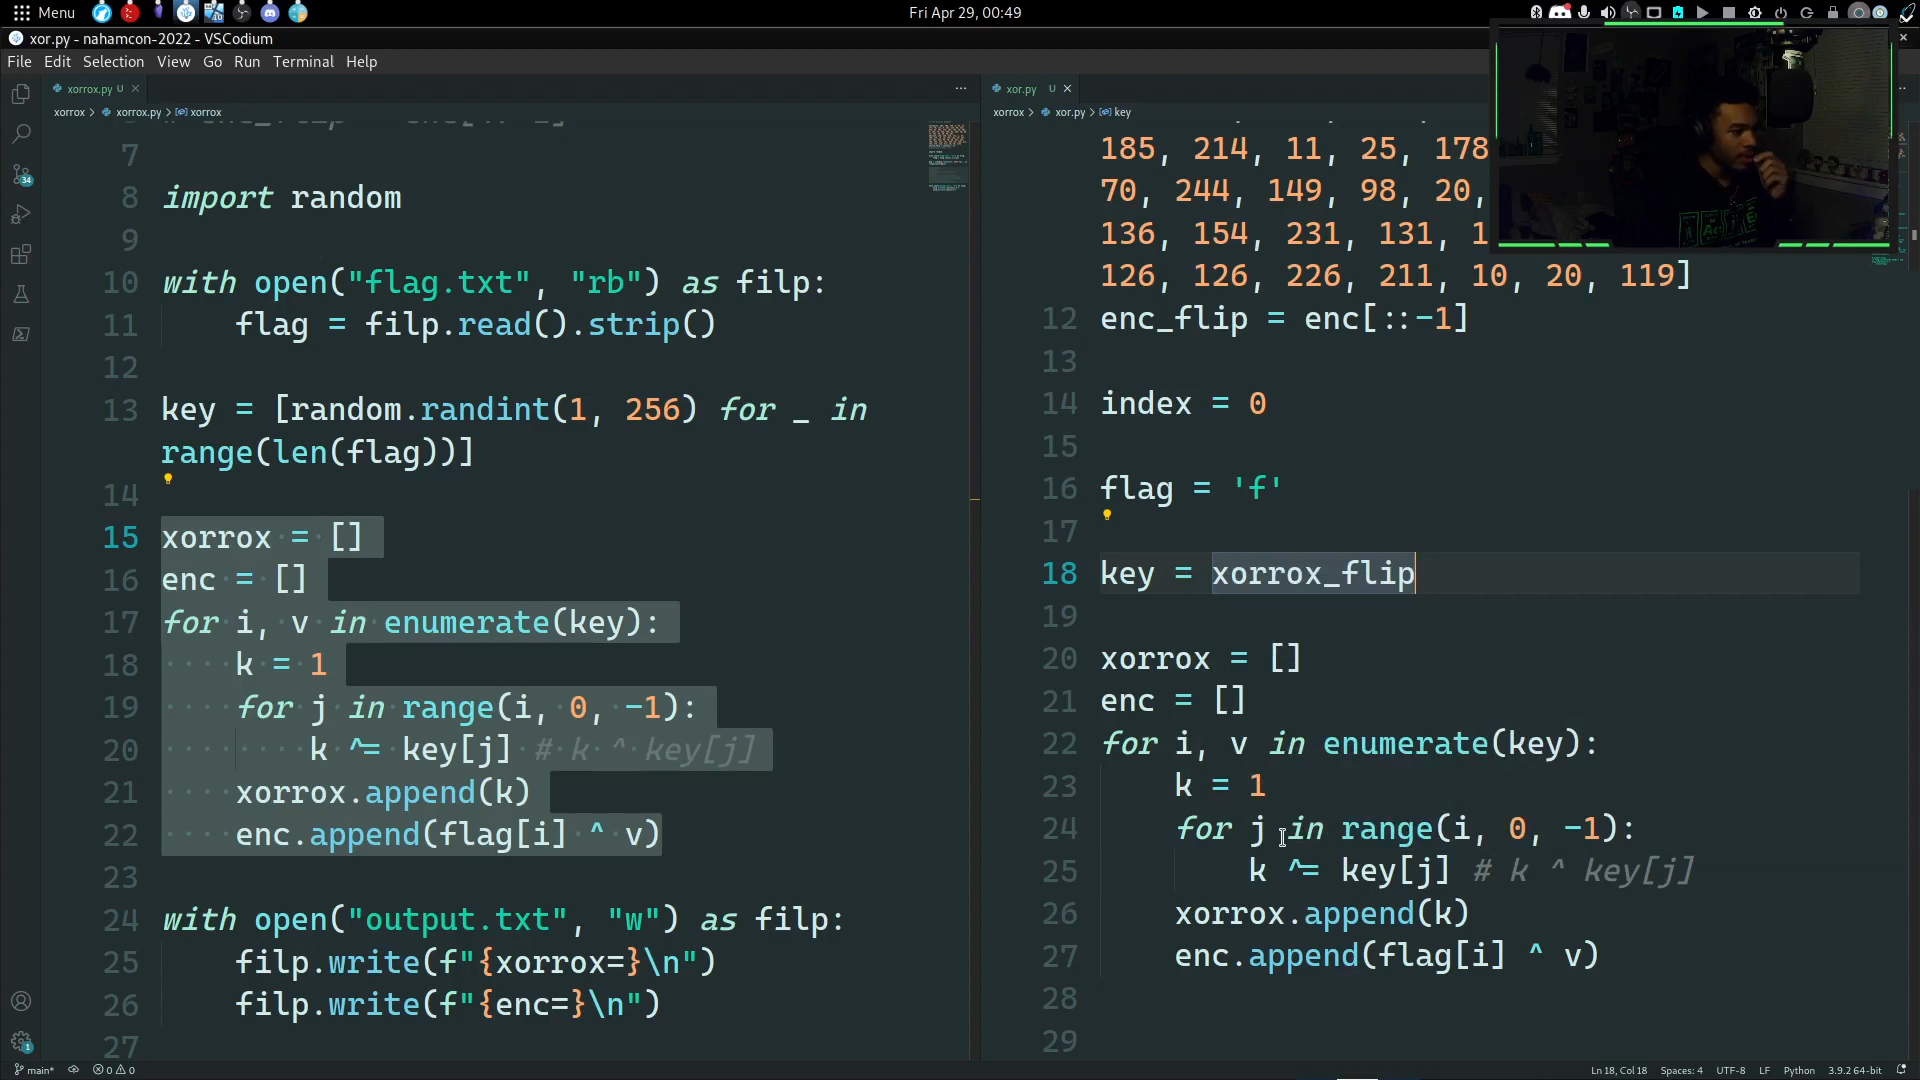 Menu
Fri Apr 29, 00:49
xor.py - nahamcon-2022 - VSCodium
File Edit Selection View Go Run Terminal Help
xorrox.py U
xorrox > xorrox.py > xorrox
7
8 import random
9
10 with open("flag.txt", "rb") as filp:
11 flag = filp.read().strip()
12
13 key = [random.randint(1, 256) for _ in
range(len(flag))]
14
15 xorrox = []
16 enc = []
17 for i, v in enumerate(key):
18 k = 1
19 for j in range(i, 0, -1):
20 k ^= key[j] # k ^ key[j]
21 xorrox.append(k)
22 enc.append(flag[i] ^ v)
23
24 with open("output.txt", "w") as filp:
25 filp.write(f"{xorrox=}\n")
26 filp.write(f"{enc=}\n")
27
xor.py U
xorrox > xor.py > key
185, 214, 11, 25, 178
70, 244, 149, 98, 20,
136, 154, 231, 131, 1
126, 126, 226, 211, 10, 20, 119]
12 enc_flip = enc[::-1]
13
14 index = 0
15
16 flag = 'f'
17
18 key = xorrox_flip
19
20 xorrox = []
21 enc = []
22 for i, v in enumerate(key):
23 k = 1
24 for j in range(i, 0, -1):
25 k ^= key[j] # k ^ key[j]
26 xorrox.append(k)
27 enc.append(flag[i] ^ v)
28
29
34
1
main* 0 0
Ln 18, Col 18 Spaces: 4 UTF-8 LF Python 3.9.2 64-bit